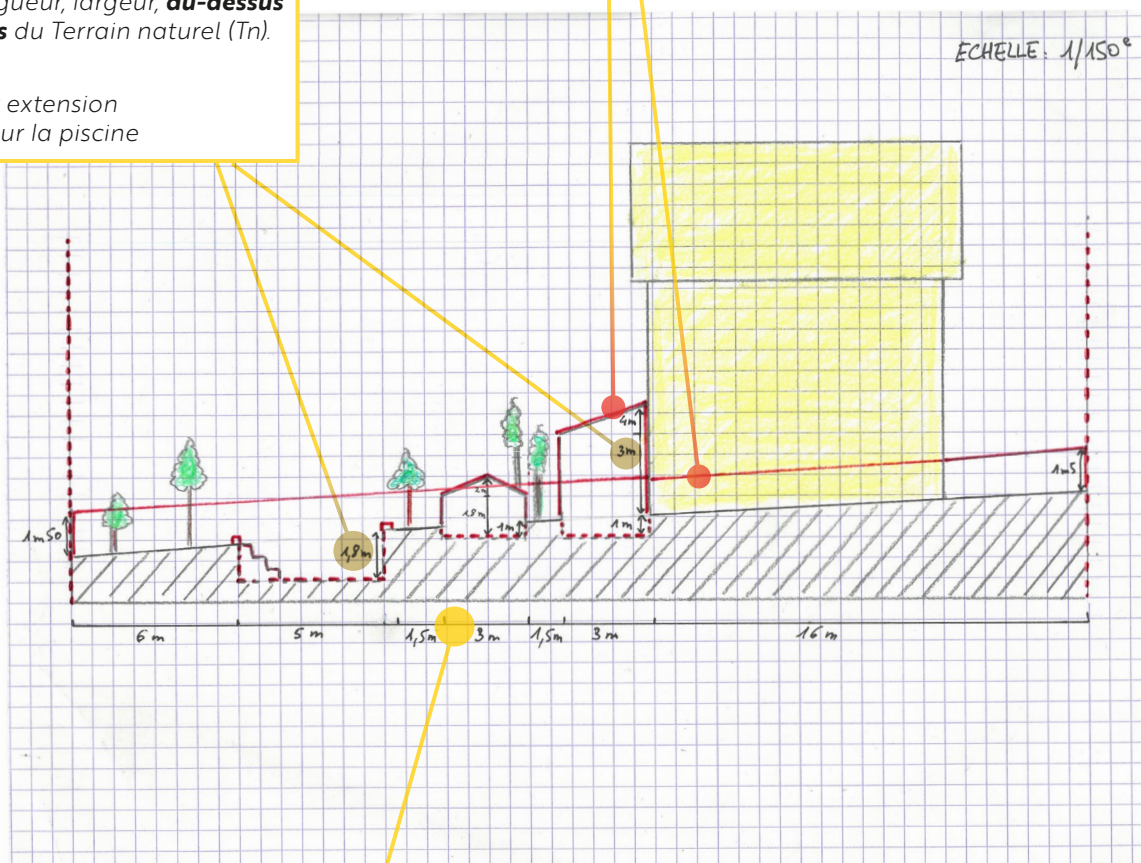 gueur, largeur, au-dessus
s du Terrain naturel (Tn).
extension
ur la piscine
ECHELLE: 1/150e
4m
3m
1m5
2m
1m50
1,8m
1m
1m
1,8m
6 m
5 m
1,5m
3 m
1,5m
3 m
16 m